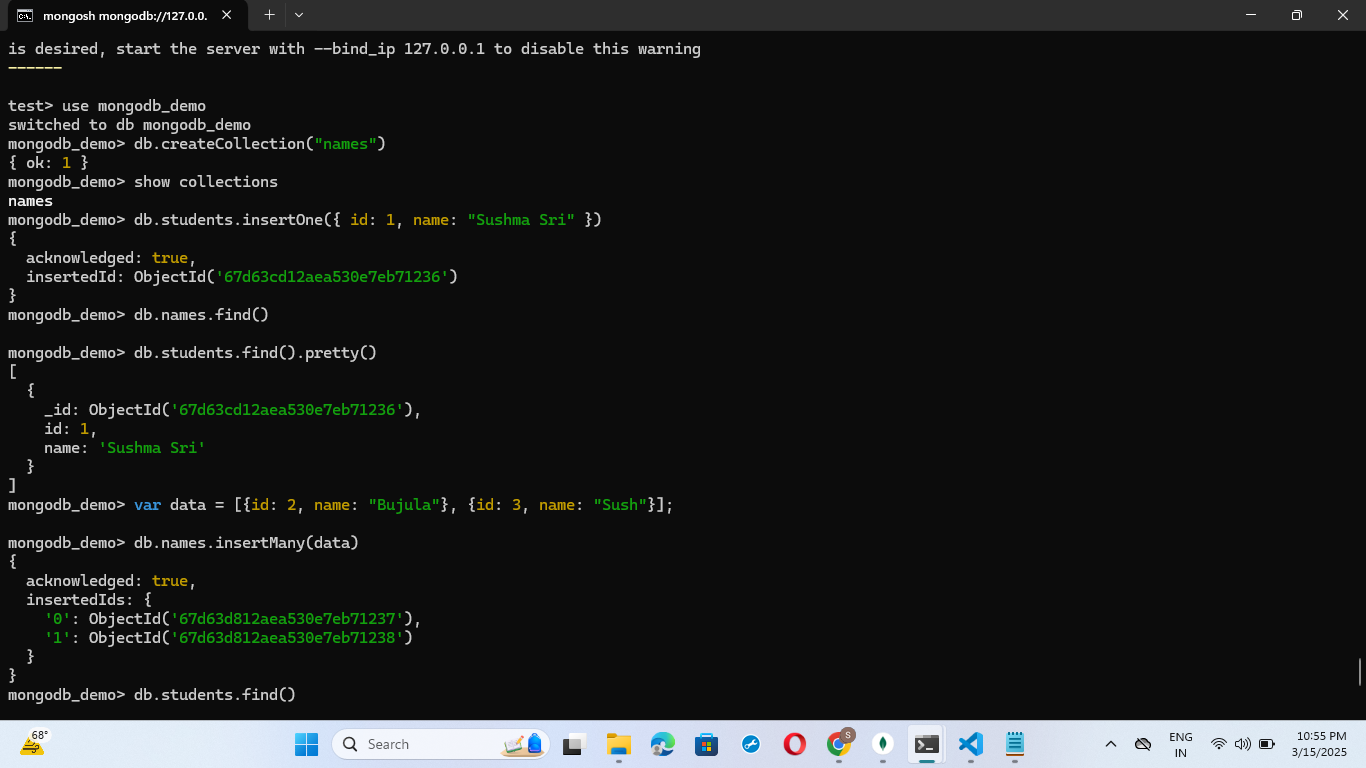 mongosh mongodb://127.0.0.
is desired, start the server with --bind_ip 127.0.0.1 to disable this warning
------
test> use mongodb_demo
switched to db mongodb_demo
mongodb_demo> db.createCollection("names")
{ ok: 1 }
mongodb_demo> show collections
names
mongodb_demo> db.students.insertOne({ id: 1, name: "Sushma Sri" })
{
  acknowledged: true,
  insertedId: ObjectId('67d63cd12aea530e7eb71236')
}
mongodb_demo> db.names.find()
mongodb_demo> db.students.find().pretty()
[
  {
    _id: ObjectId('67d63cd12aea530e7eb71236'),
    id: 1,
    name: 'Sushma Sri'
  }
]
mongodb_demo> var data = [{id: 2, name: "Bujula"}, {id: 3, name: "Sush"}];
mongodb_demo> db.names.insertMany(data)
{
  acknowledged: true,
  insertedIds: {
    '0': ObjectId('67d63d812aea530e7eb71237'),
    '1': ObjectId('67d63d812aea530e7eb71238')
  }
}
mongodb_demo> db.students.find()
68°
Search
S
ENG
IN
10:55 PM
3/15/2025